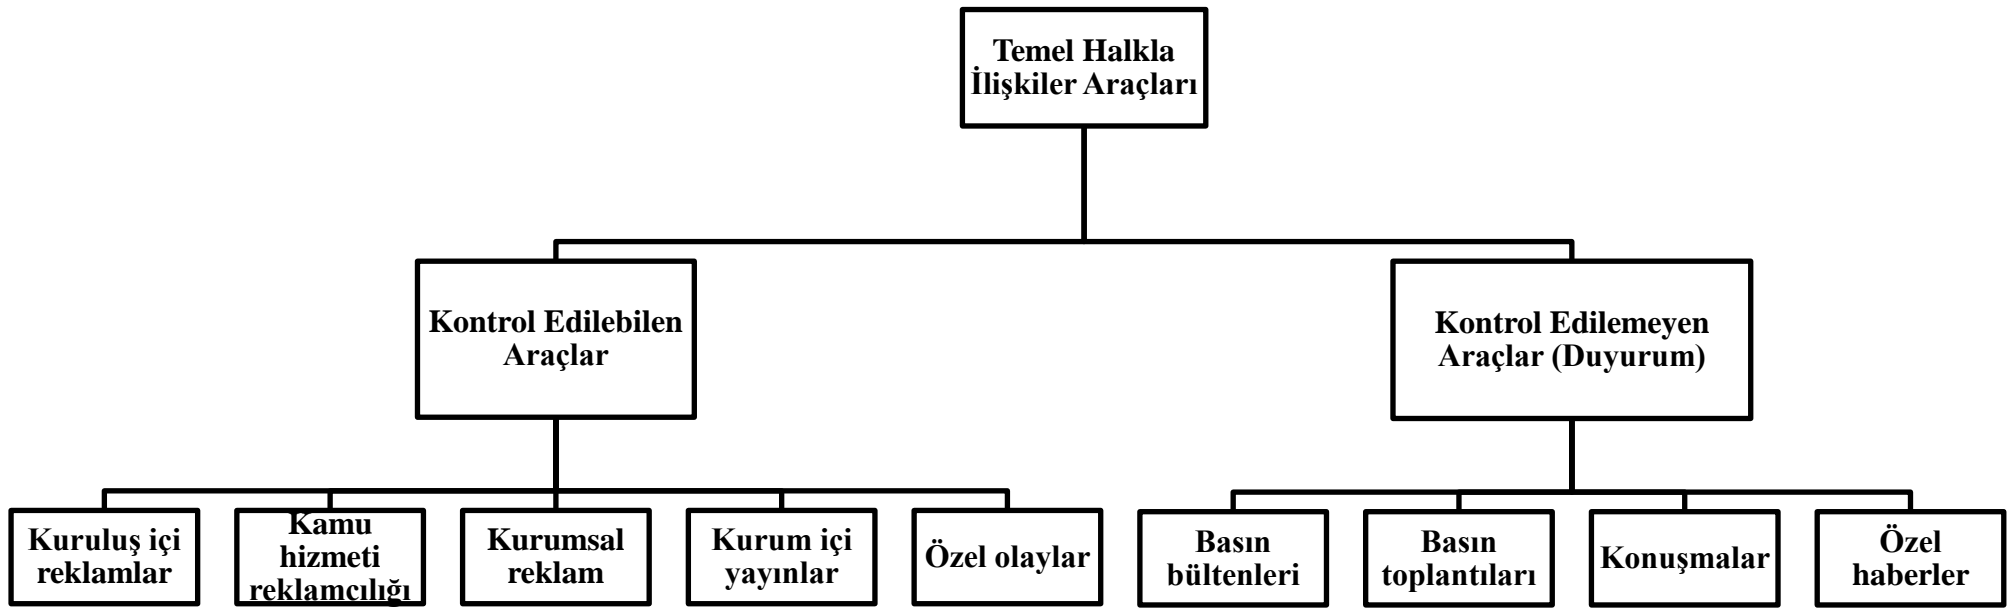 Temel Halkla
İlişkiler Araçları
Kontrol Edilebilen
Araçlar
Kontrol Edilemeyen
Araçlar (Duyurum)
Kuruluş içi
reklamlar
Kamu
hizmeti
reklamcılığı
Kurumsal
reklam
Kurum içi
yayınlar
Özel olaylar
Basın
bültenleri
Basın
toplantıları
Konuşmalar
Özel
haberler